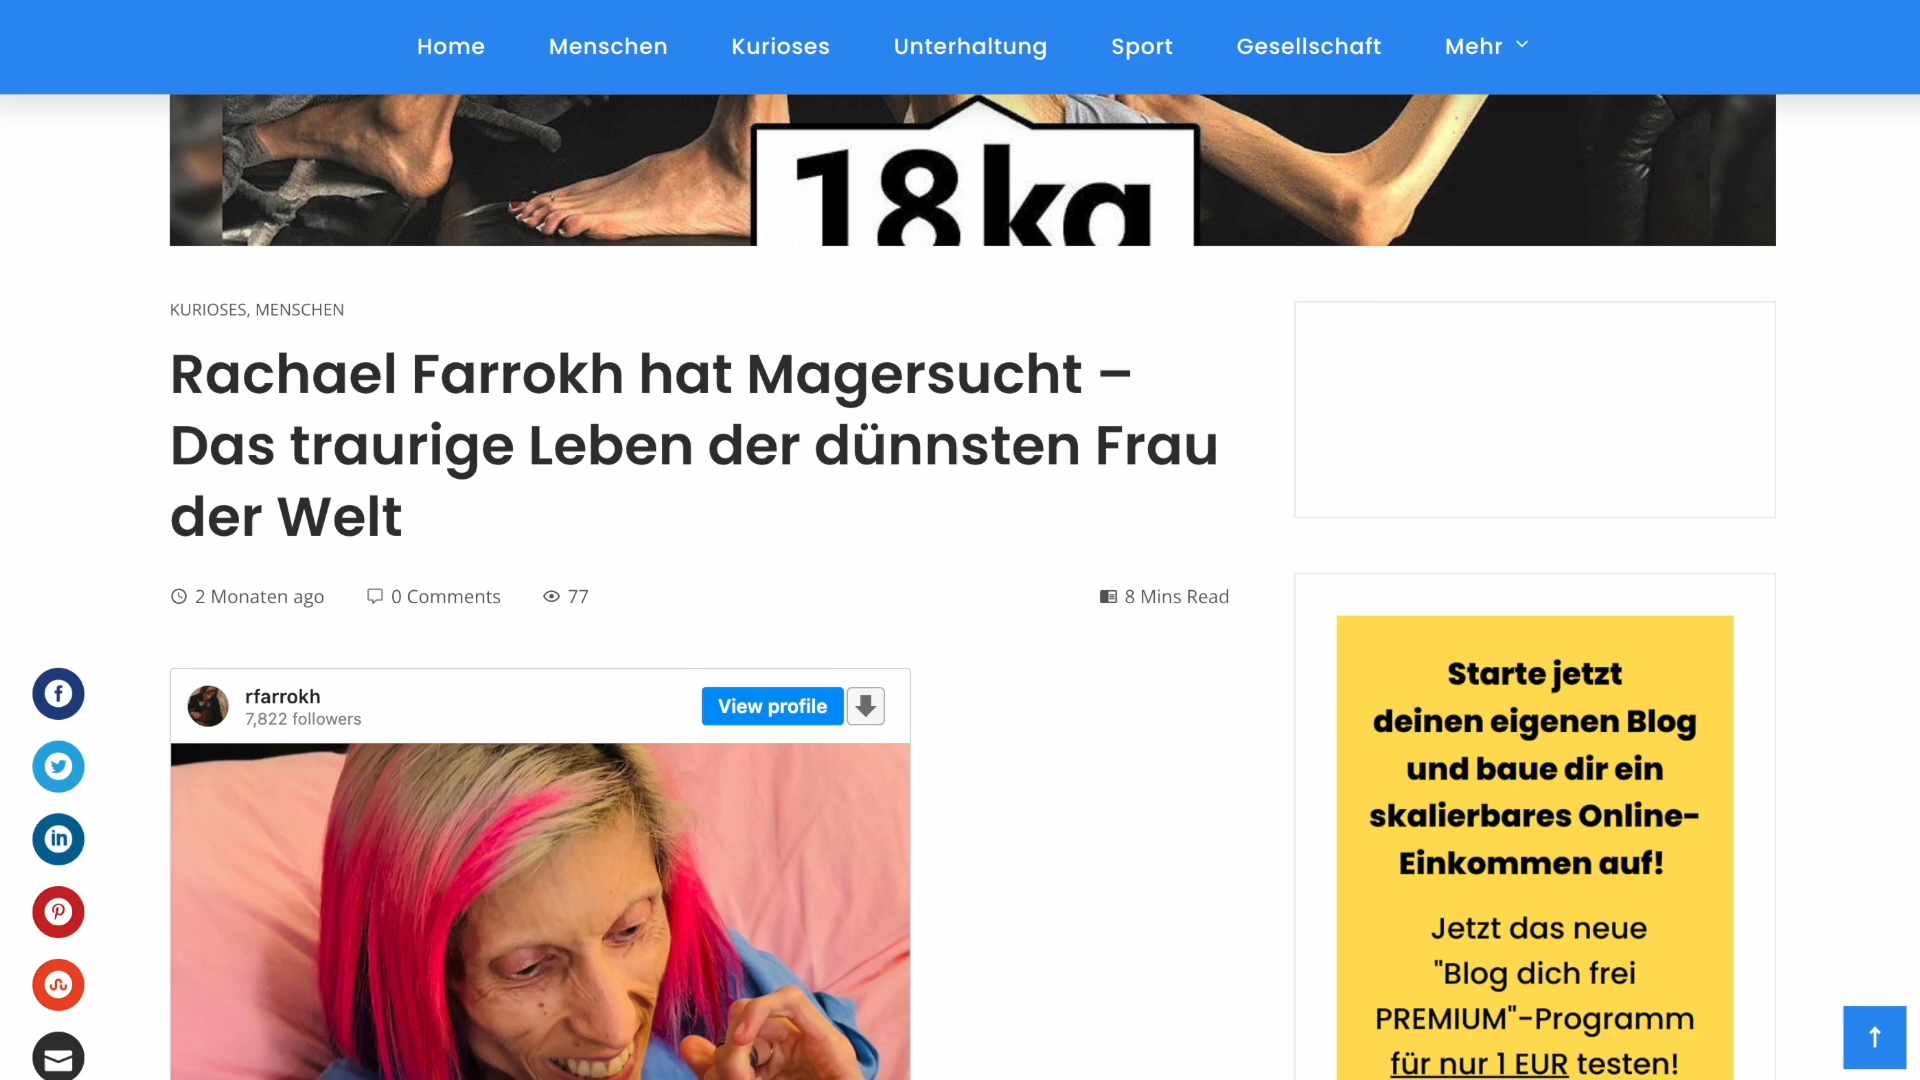 Home Menschen Kurioses Unterhaltung Sport Gesellschaft Mehr
18kg
KURIOSES, MENSCHEN
Rachael Farrokh hat Magersucht –
Das traurige Leben der dünnsten Frau
der Welt
2 Monaten ago 0 Comments 77 8 Mins Read
rfarrokh
7,822 followers
View profile
Starte jetzt
deinen eigenen Blog
und baue dir ein
skalierbares Online-
Einkommen auf!
Jetzt das neue
"Blog dich frei
PREMIUM"-Programm
für nur 1 EUR testen!